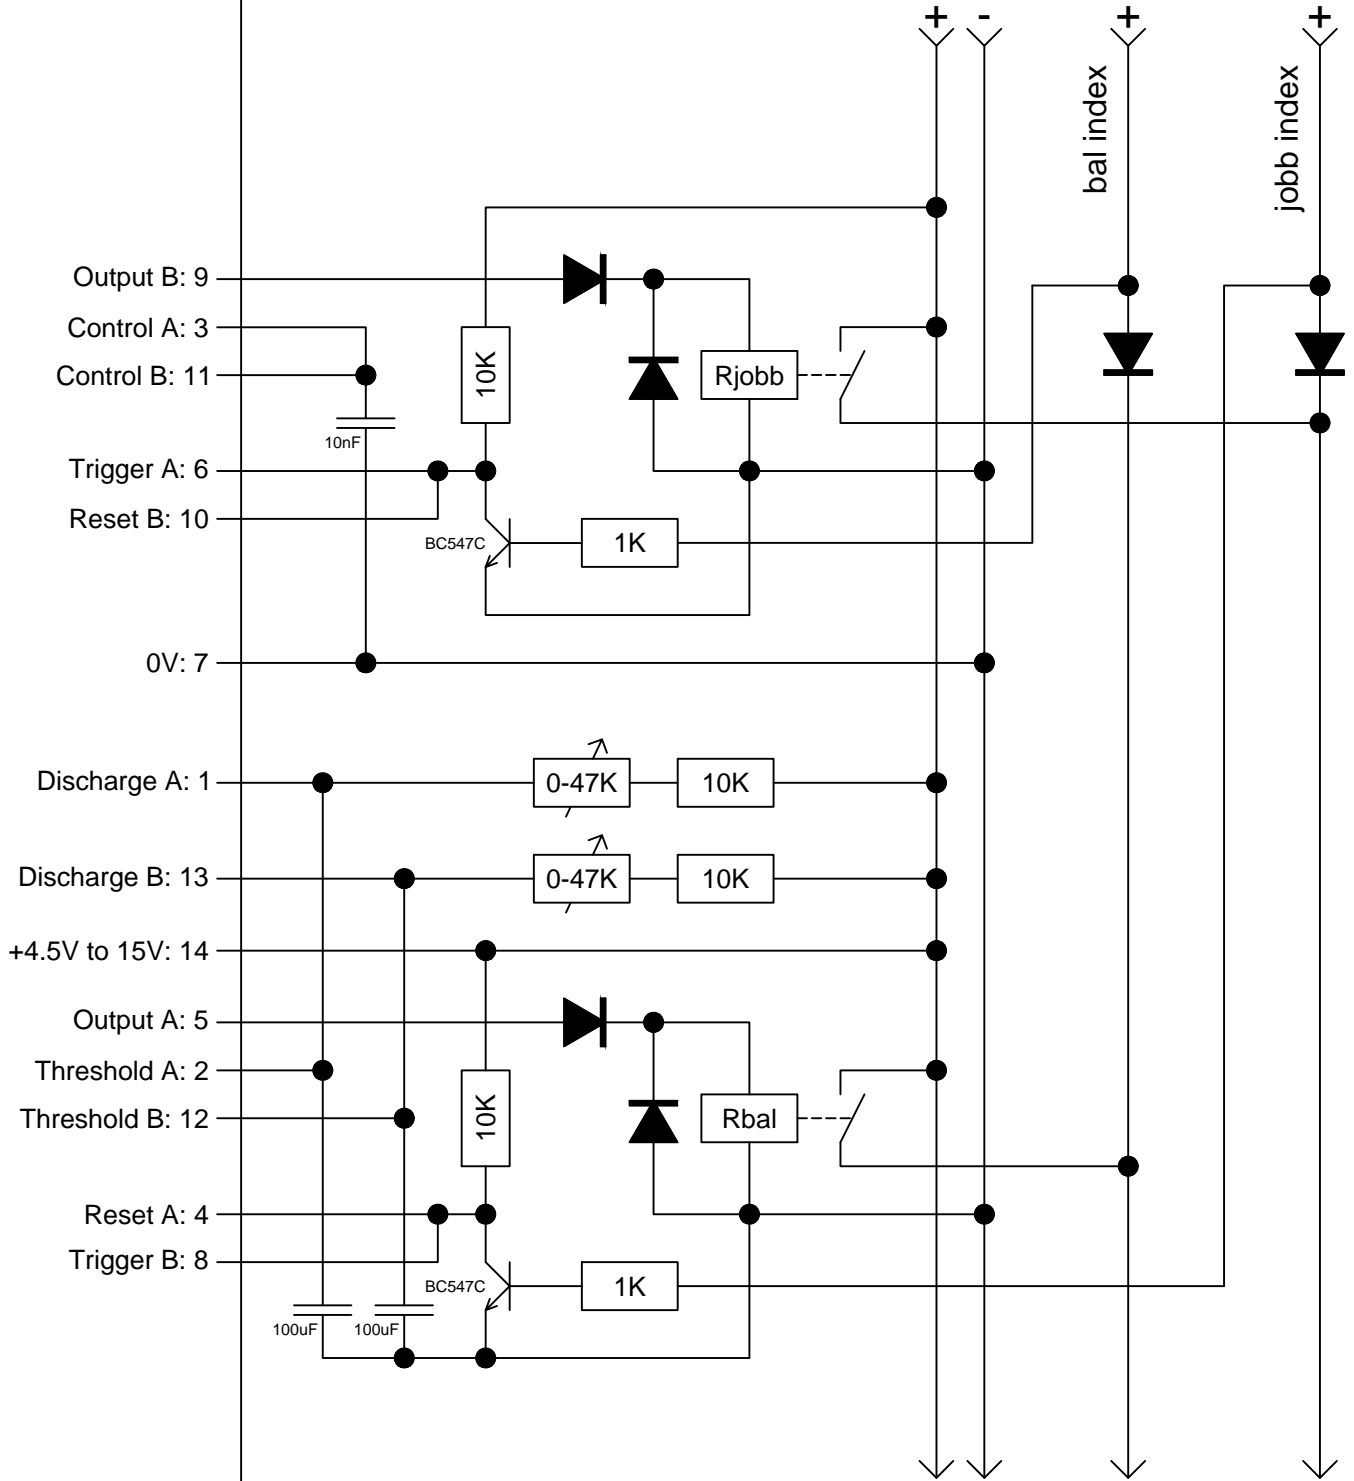 + - + +
bal index
jobb index
Output B: 9
Control A: 3
Control B: 11
10K
Rjobb
10nF
Trigger A: 6
Reset B: 10
BC547C
1K
0V: 7
Discharge A: 1
0-47K
10K
Discharge B: 13
0-47K
10K
+4.5V to 15V: 14
Output A: 5
Threshold A: 2
Threshold B: 12
10K
Rbal
Reset A: 4
Trigger B: 8
BC547C
1K
100uF
100uF